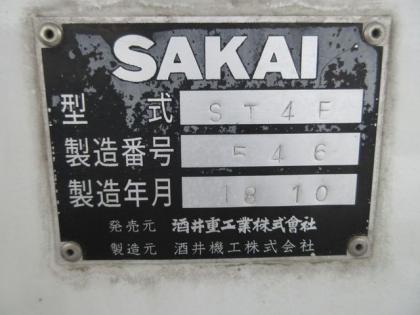 SAKAI
型式 ST4E
製造番号 546
製造年月 18 10
発売元 酒井重工業株式會社
製造元 酒井機工株式会社